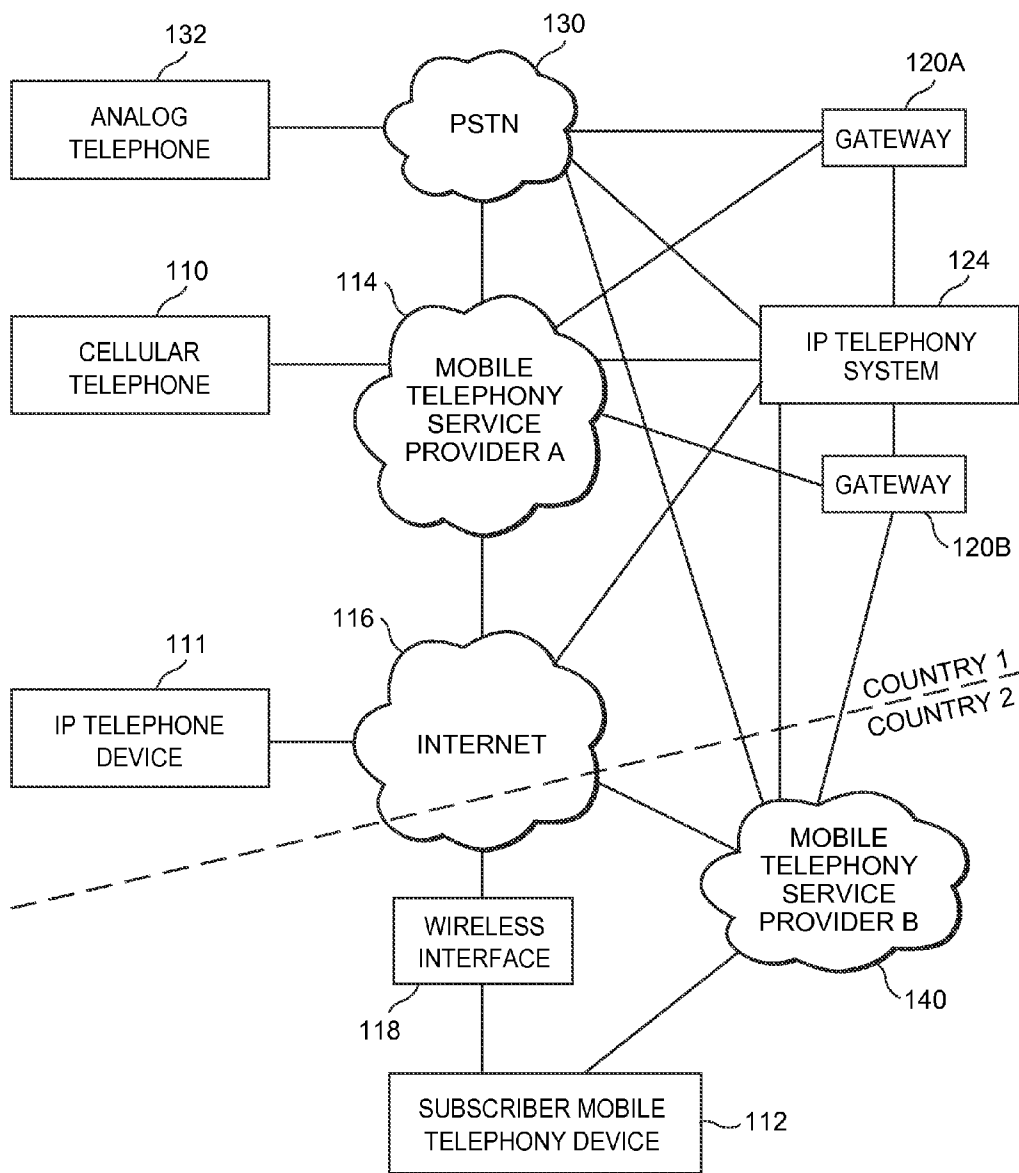 132
ANALOG
TELEPHONE
130
PSTN
120A
GATEWAY
110
CELLULAR
TELEPHONE
114
MOBILE
TELEPHONY
SERVICE
PROVIDER A
124
IP TELEPHONY
SYSTEM
GATEWAY
120B
111
IP TELEPHONE
DEVICE
116
INTERNET
COUNTRY 1
COUNTRY 2
WIRELESS
INTERFACE
118
MOBILE
TELEPHONY
SERVICE
PROVIDER B
140
SUBSCRIBER MOBILE
TELEPHONY DEVICE
112